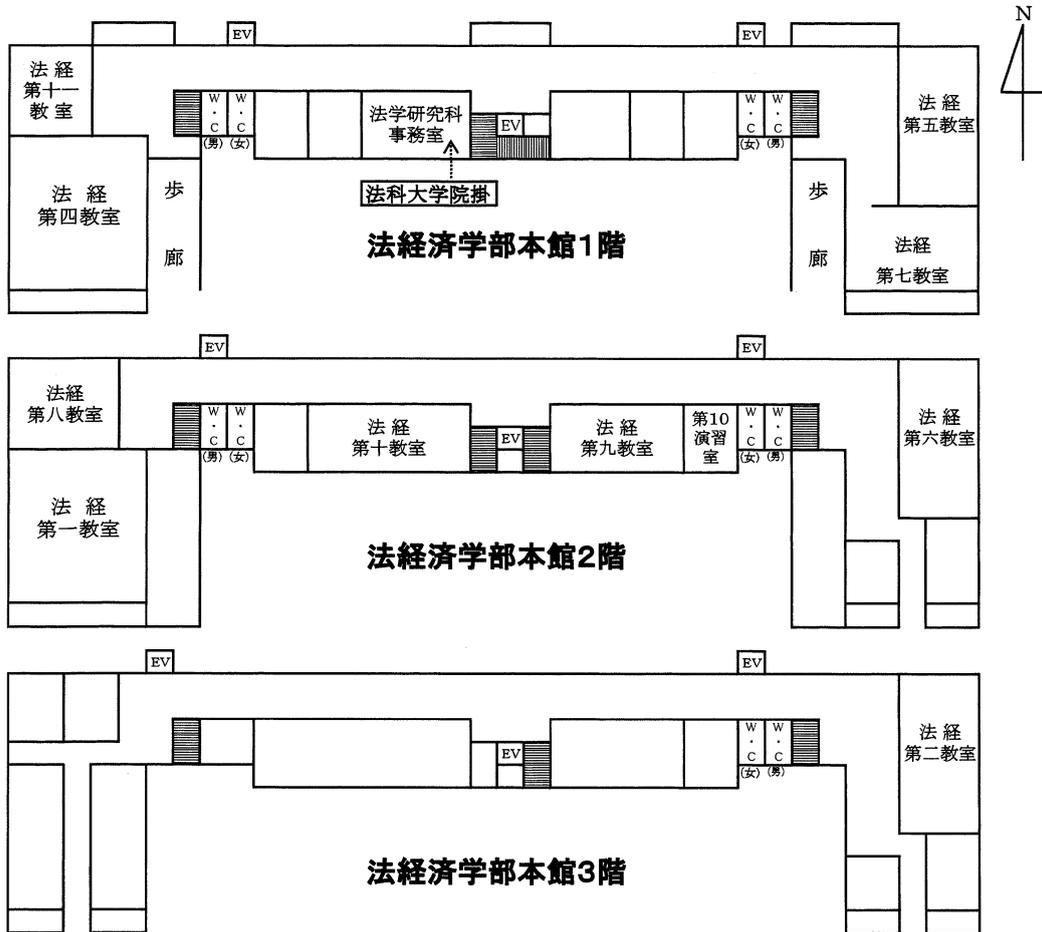 N
EV
EV
法経
第十一
教室
W・C
(男)
W・C
(女)
法学研究科
事務室
EV
W・C
(女)
W・C
(男)
法経
第五教室
法科大学院掛
法経
第四教室
歩廊
歩廊
法経
第七教室
法経済学部本館1階
EV
EV
法経
第八教室
W・C
(男)
W・C
(女)
法経
第十教室
EV
法経
第九教室
第10
演習
室
W・C
(女)
W・C
(男)
法経
第六教室
法経
第一教室
法経済学部本館2階
EV
EV
EV
W・C
(女)
W・C
(男)
法経
第二教室
法経済学部本館3階